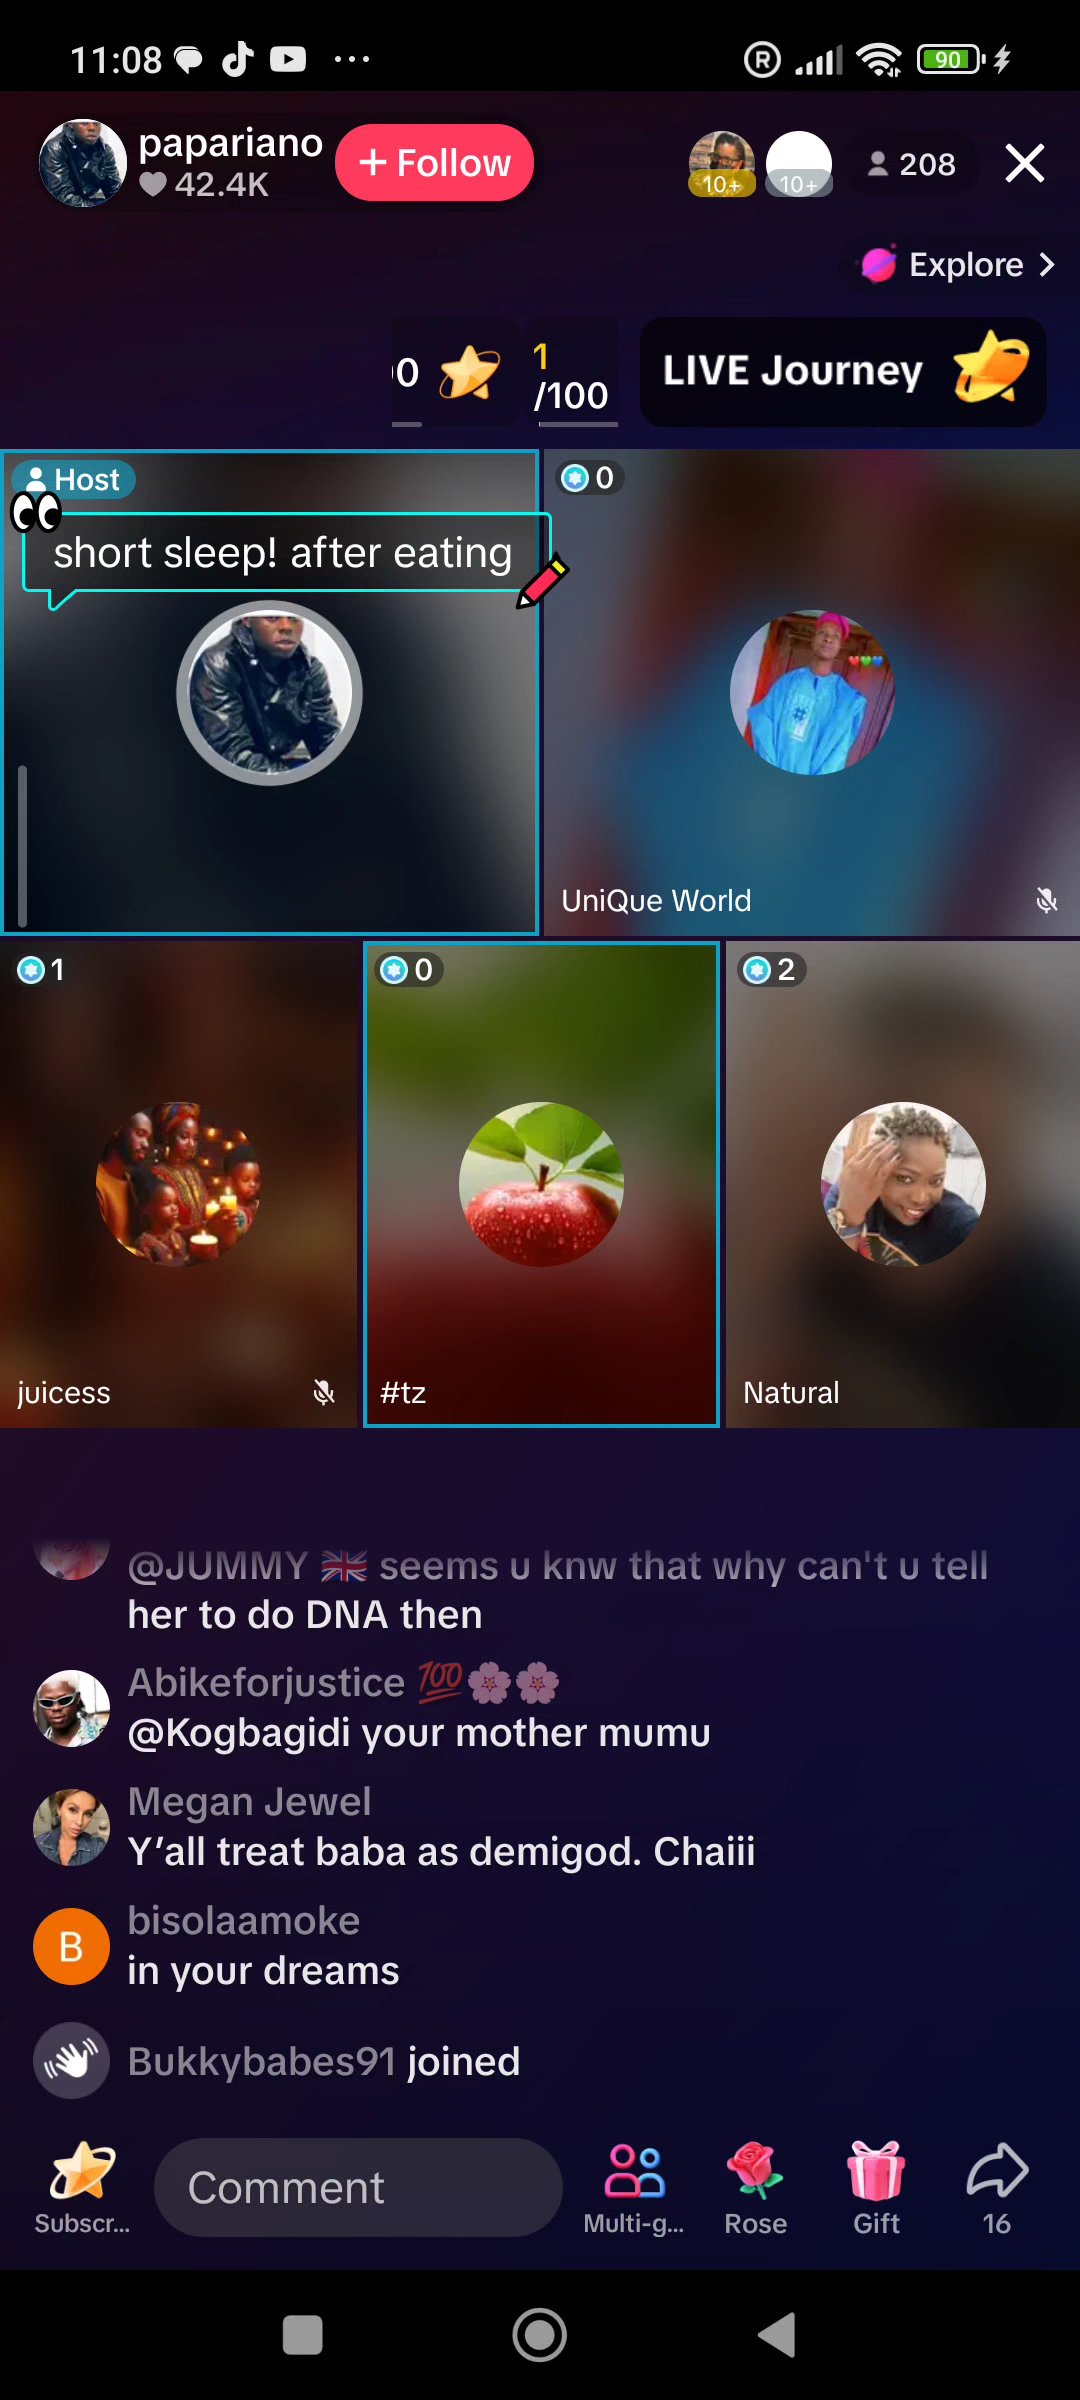 11:08
R
90
papariano
+ Follow
42.4K
10+
10+
208
Explore
0
1
/100
LIVE Journey
Host
0
short sleep! after eating
UniQue World
1
0
2
juicess
#tz
Natural
@JUMMY 🇬🇧 seems u knw that why can't u tell
her to do DNA then
Abikeforjustice 💯🌸🌸
@Kogbagidi your mother mumu
Megan Jewel
Y'all treat baba as demigod. Chaiii
B
bisolaamoke
in your dreams
Bukkybabes91 joined
Comment
Subscr...
Multi-g...
Rose
Gift
16